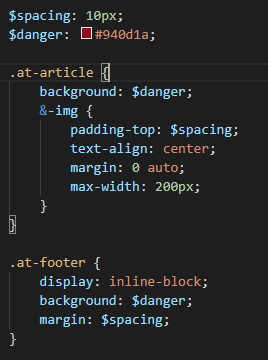 $spacing: 10px;
$danger: #940d1a;
.at-article {
background: $danger;
&-img {
padding-top: $spacing;
text-align: center;
margin: 0 auto;
max-width: 200px;
}
}
.at-footer {
display: inline-block;
background: $danger;
margin: $spacing;
}